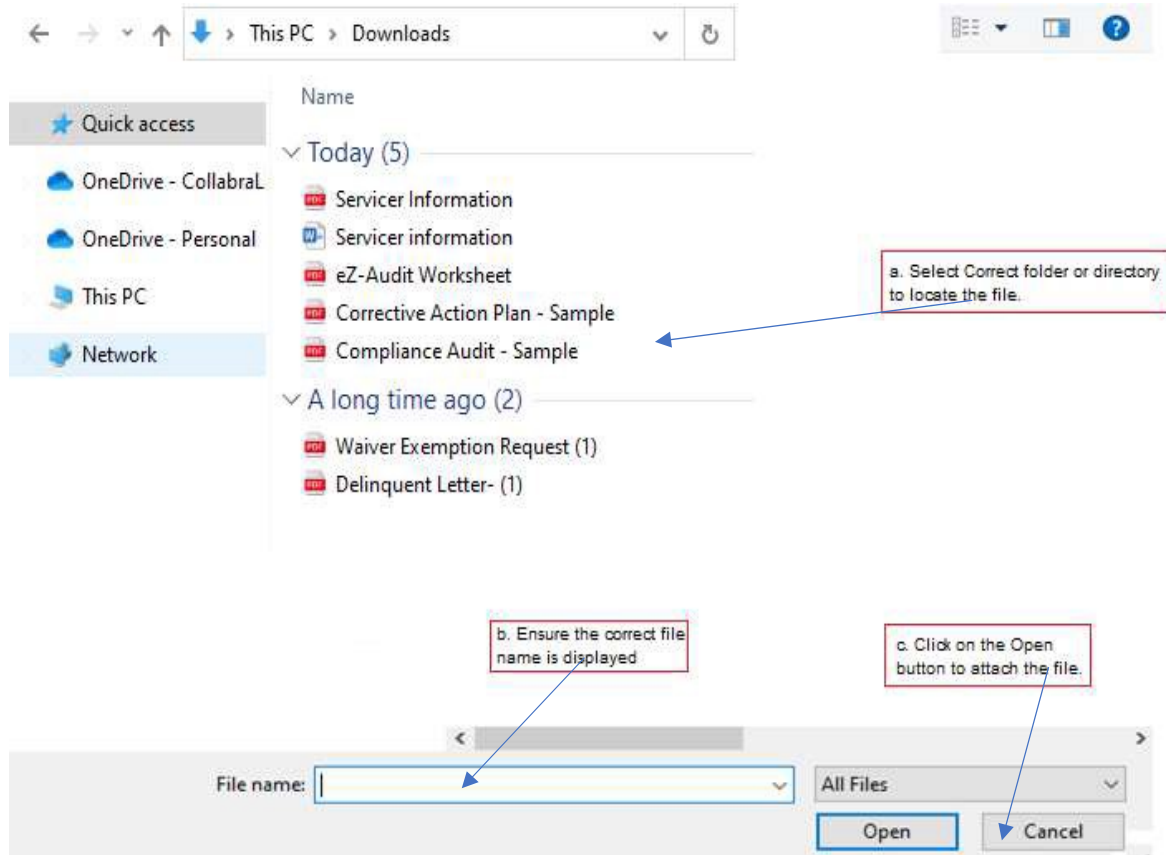 This PC > Downloads
Name
Quick access
Today (5)
OneDrive - CollabraL
Servicer Information
Servicer information
OneDrive - Personal
eZ-Audit Worksheet
a. Select Correct folder or directory
to locate the file.
This PC
Corrective Action Plan - Sample
Network
Compliance Audit - Sample
A long time ago (2)
Waiver Exemption Request (1)
Delinquent Letter- (1)
b. Ensure the correct file
name is displayed
c. Click on the Open
button to attach the file.
File name:
All Files
Open
Cancel